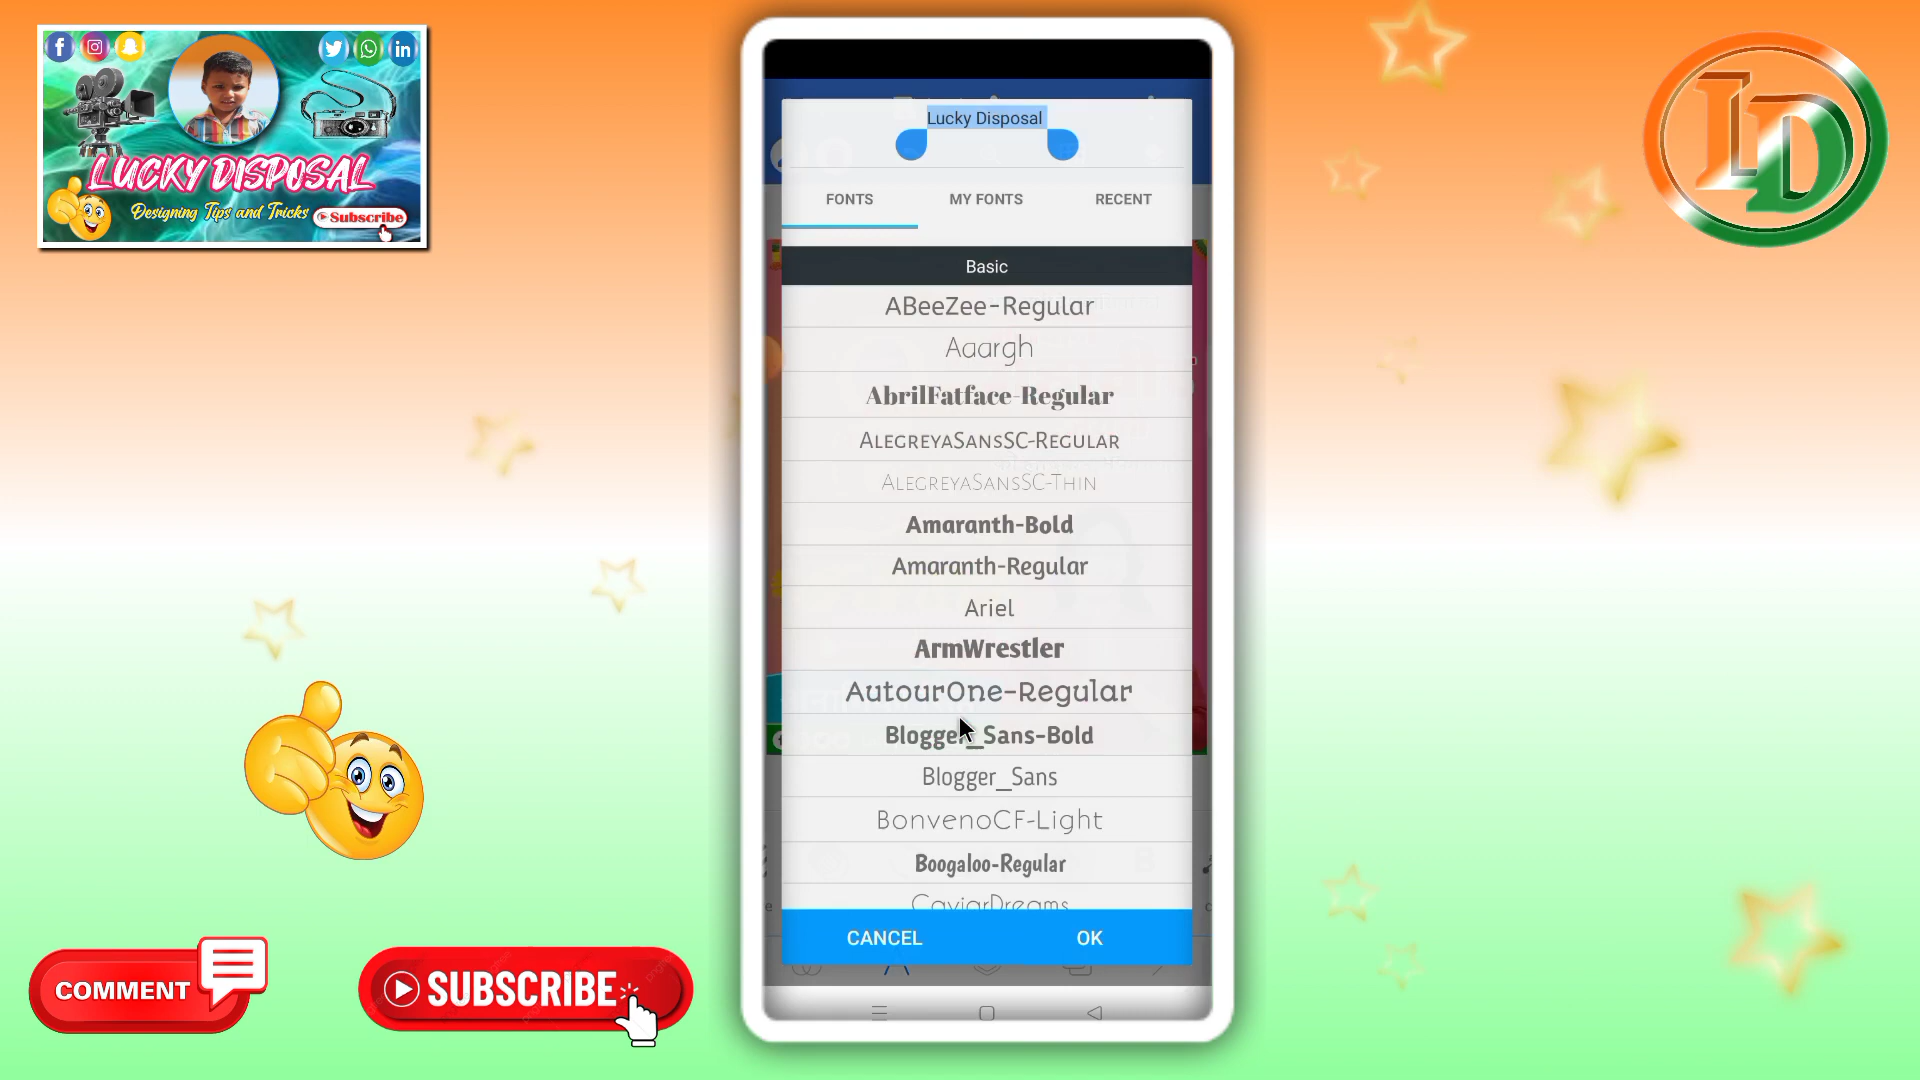 LUCKY DISPOSAL
Designing Tips and Tricks
Subscribe
LD
Lucky Disposal
FONTS MY FONTS RECENT
Basic
ABeeZee-Regular
Aaargh
AbrilFatface-Regular
AlegreyaSansSC-Regular
AlegreyaSansSC-Thin
Amaranth-Bold
Amaranth-Regular
Ariel
ArmWrestler
AutourOne-Regular
Blogger_Sans-Bold
Blogger_Sans
BonvenoCF-Light
Boogaloo-Regular
CaviarDreams
CANCEL OK
COMMENT
SUBSCRIBE